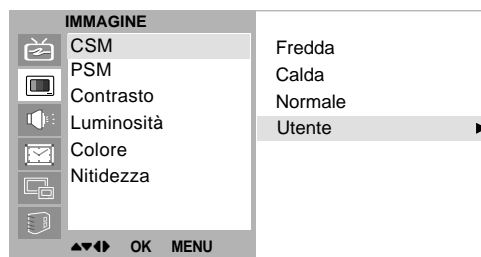 IMMAGINE
CSM
PSM
Contrasto
Luminosità
Colore
Nitidezza
Fredda
Calda
Normale
Utente
OK MENU